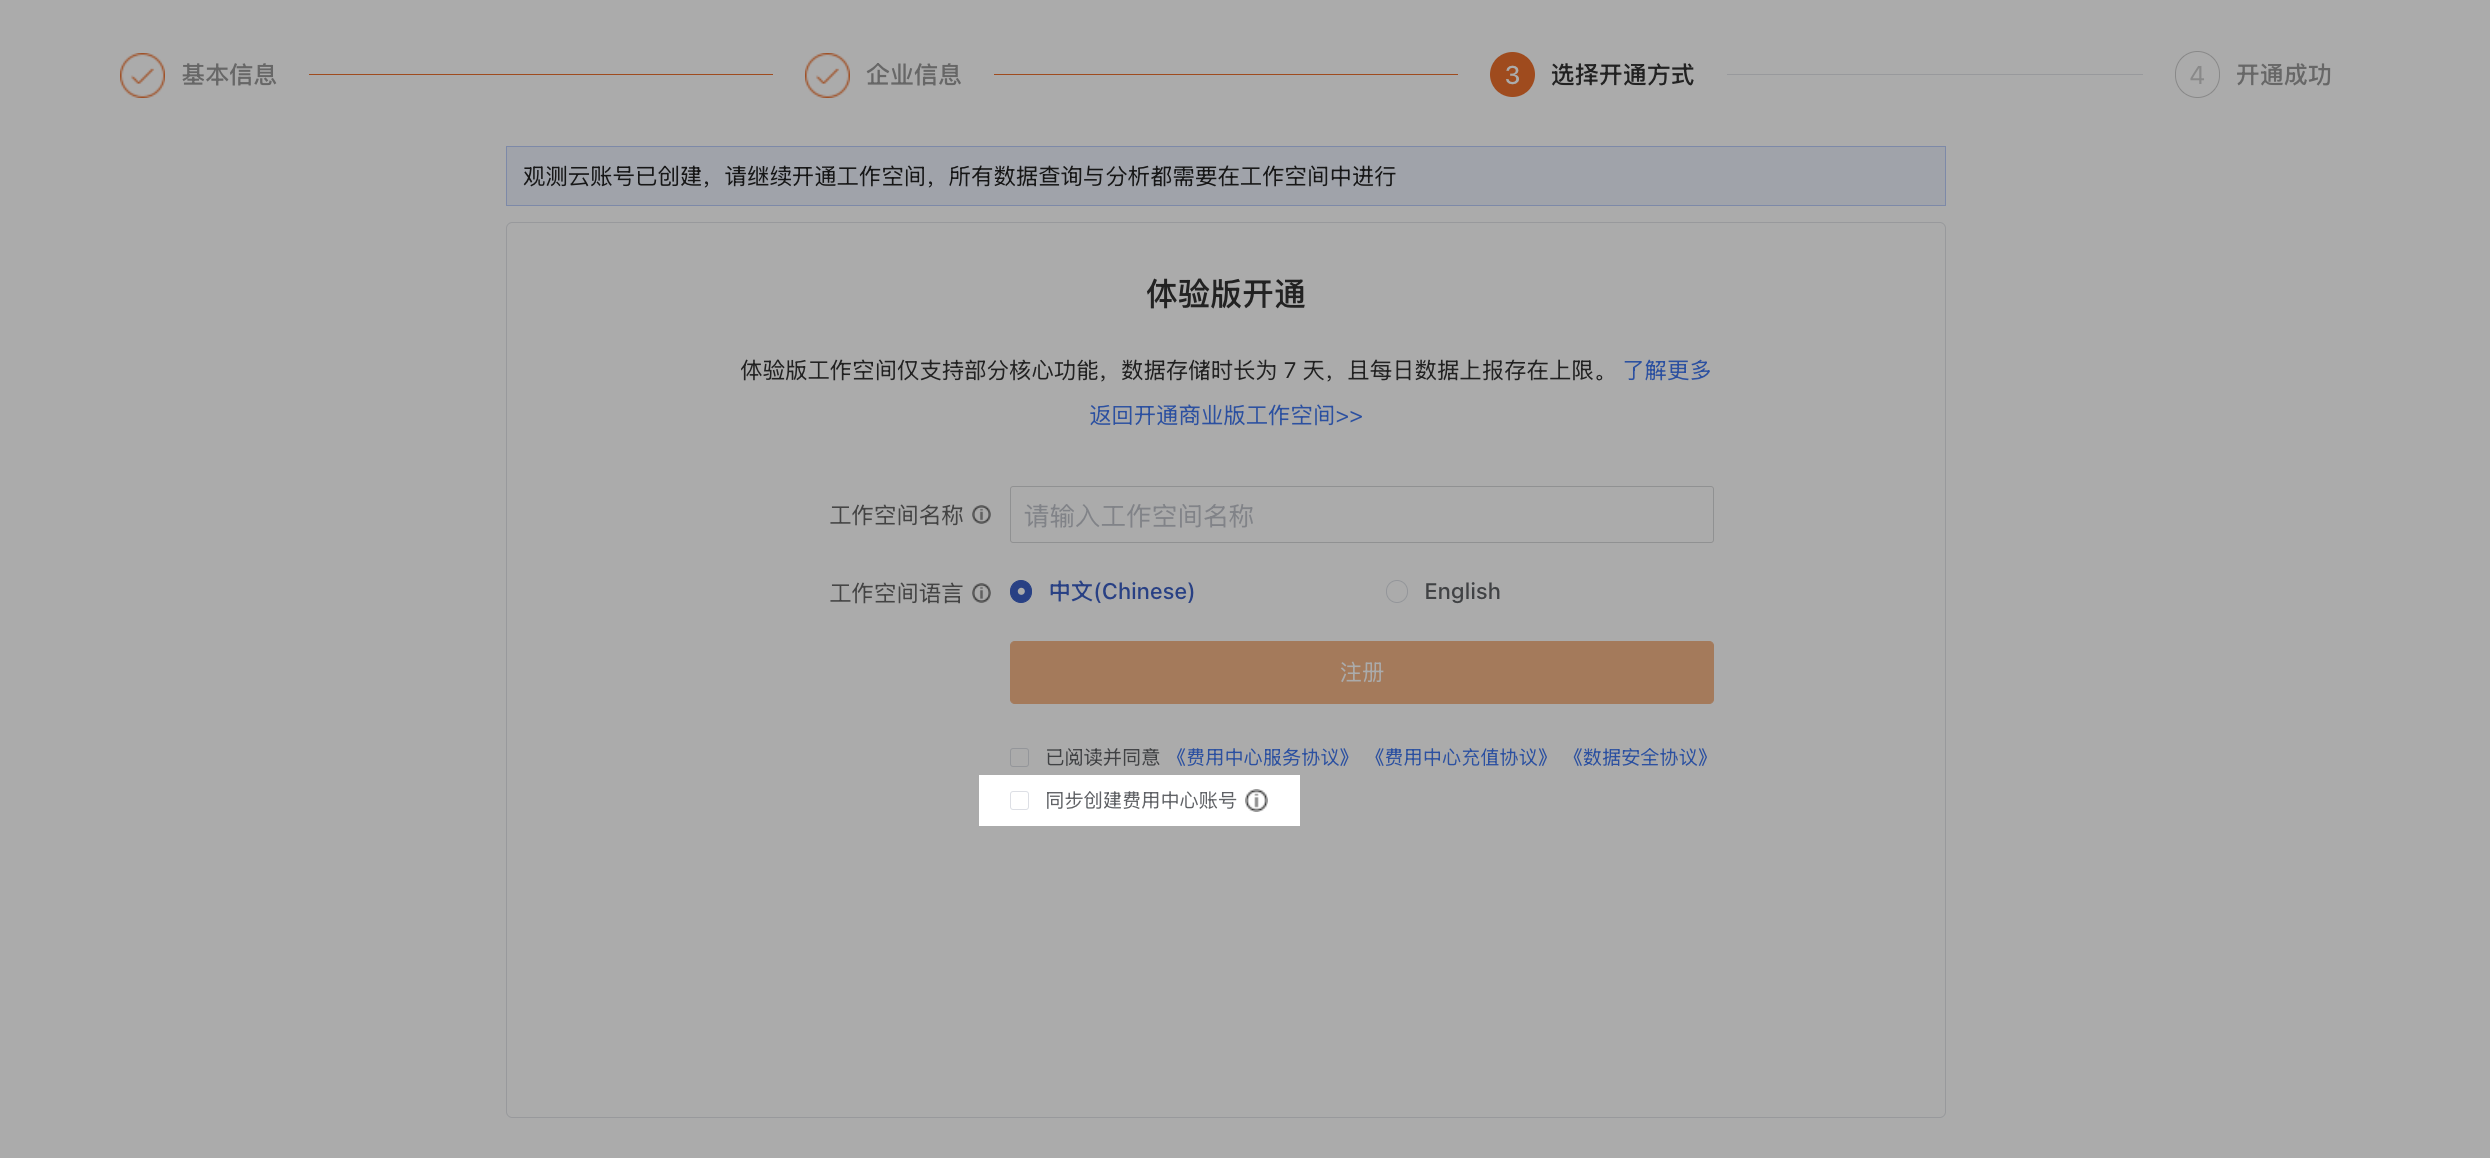 基本信息 企业信息 3 选择开通方式 4 开通成功
观测云账号已创建，请继续开通工作空间，所有数据查询与分析都需要在工作空间中进行
体验版开通
体验版工作空间仅支持部分核心功能，数据存储时长为 7 天，且每日数据上报存在上限。 了解更多
返回开通商业版工作空间>>
工作空间名称 请输入工作空间名称
工作空间语言 中文(Chinese) English
注册
已阅读并同意 《费用中心服务协议》 《费用中心充值协议》 《数据安全协议》
同步创建费用中心账号